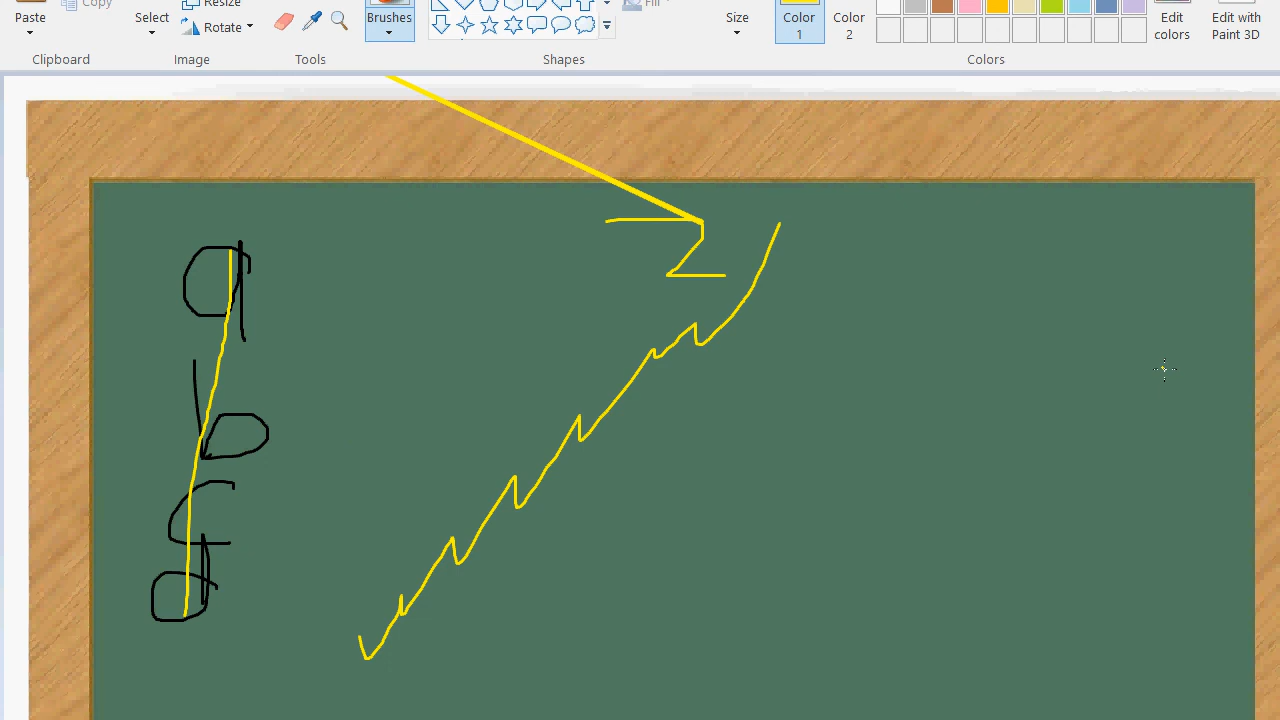 Paste
Copy
Select
Resize
Rotate
Brushes
Fill
Size
Color 1
Color 2
Edit colors
Edit with Paint 3D
Clipboard
Image
Tools
Shapes
Colors
a
b
c
d